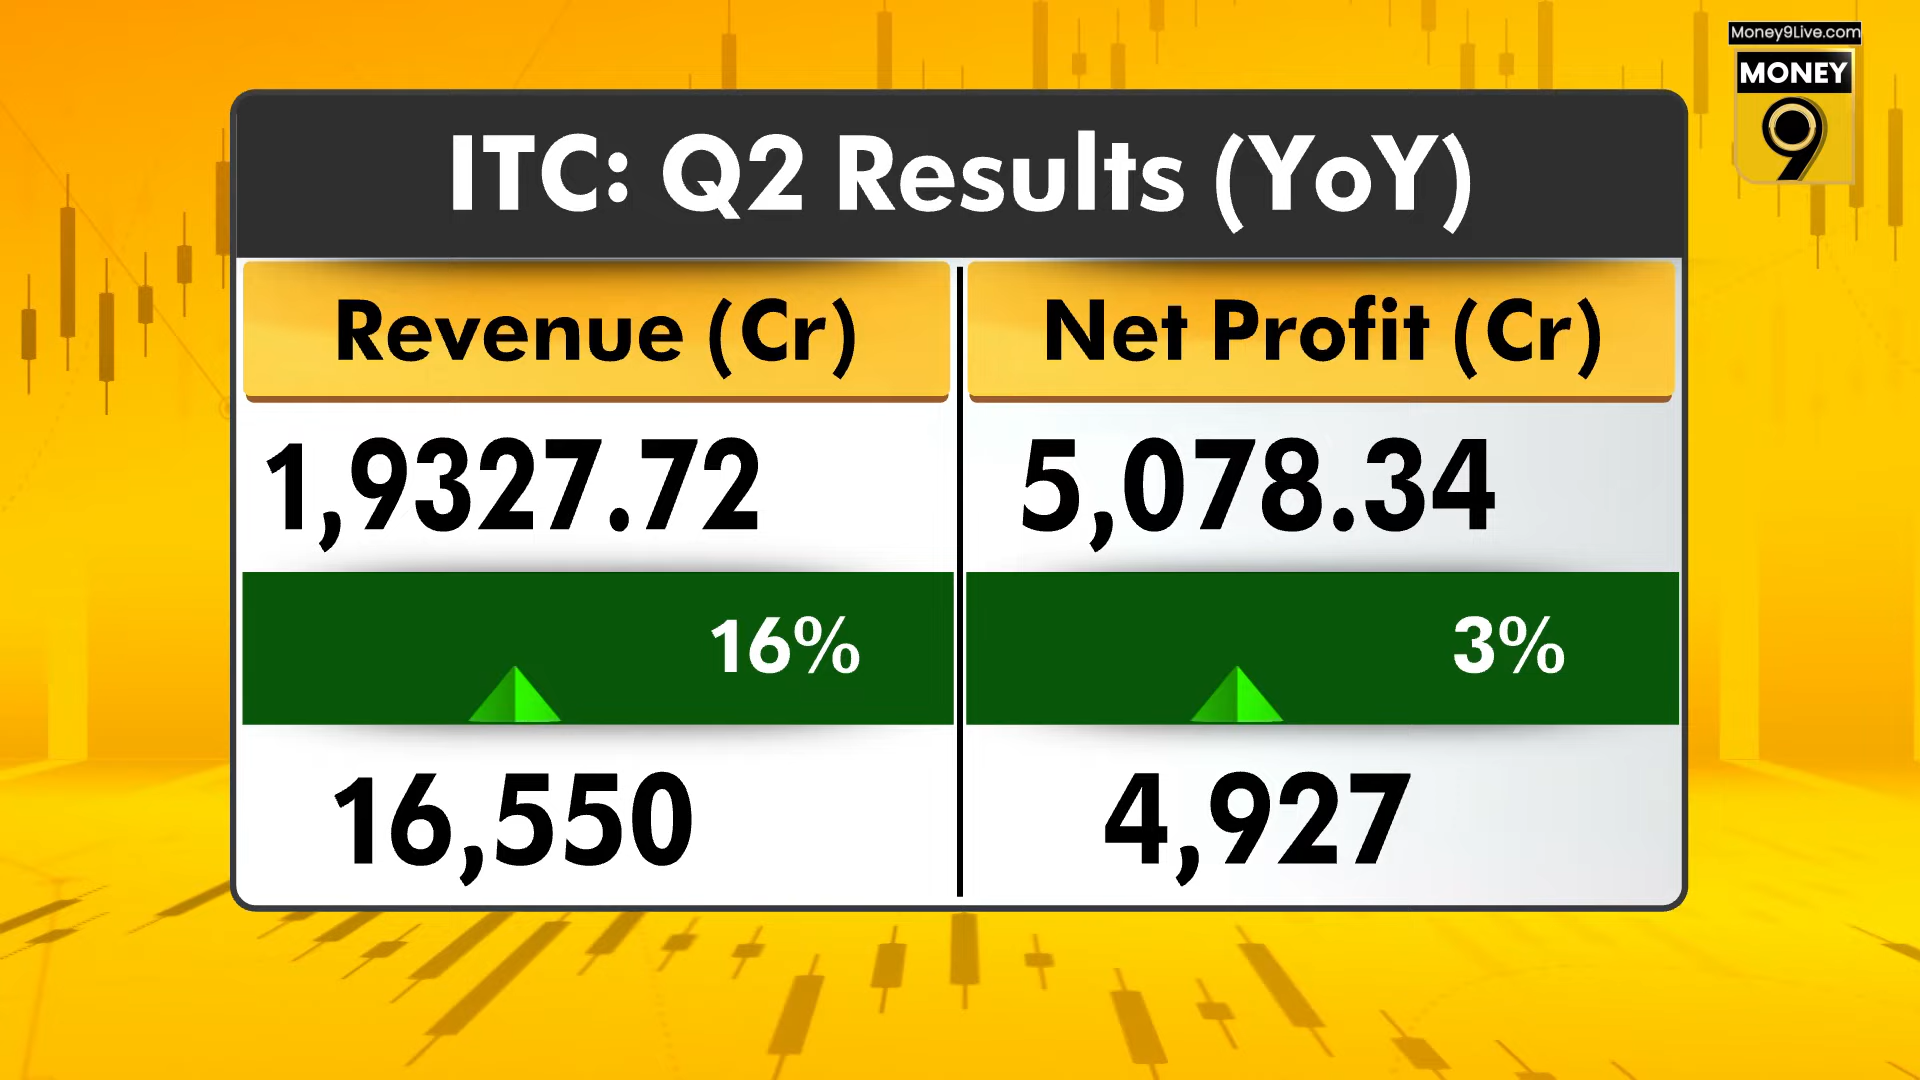 Money9Live.com
MONEY
9
ITC: Q2 Results (YoY)
Revenue (Cr) Net Profit (Cr)
1,9327.72 5,078.34
16% 3%
16,550 4,927